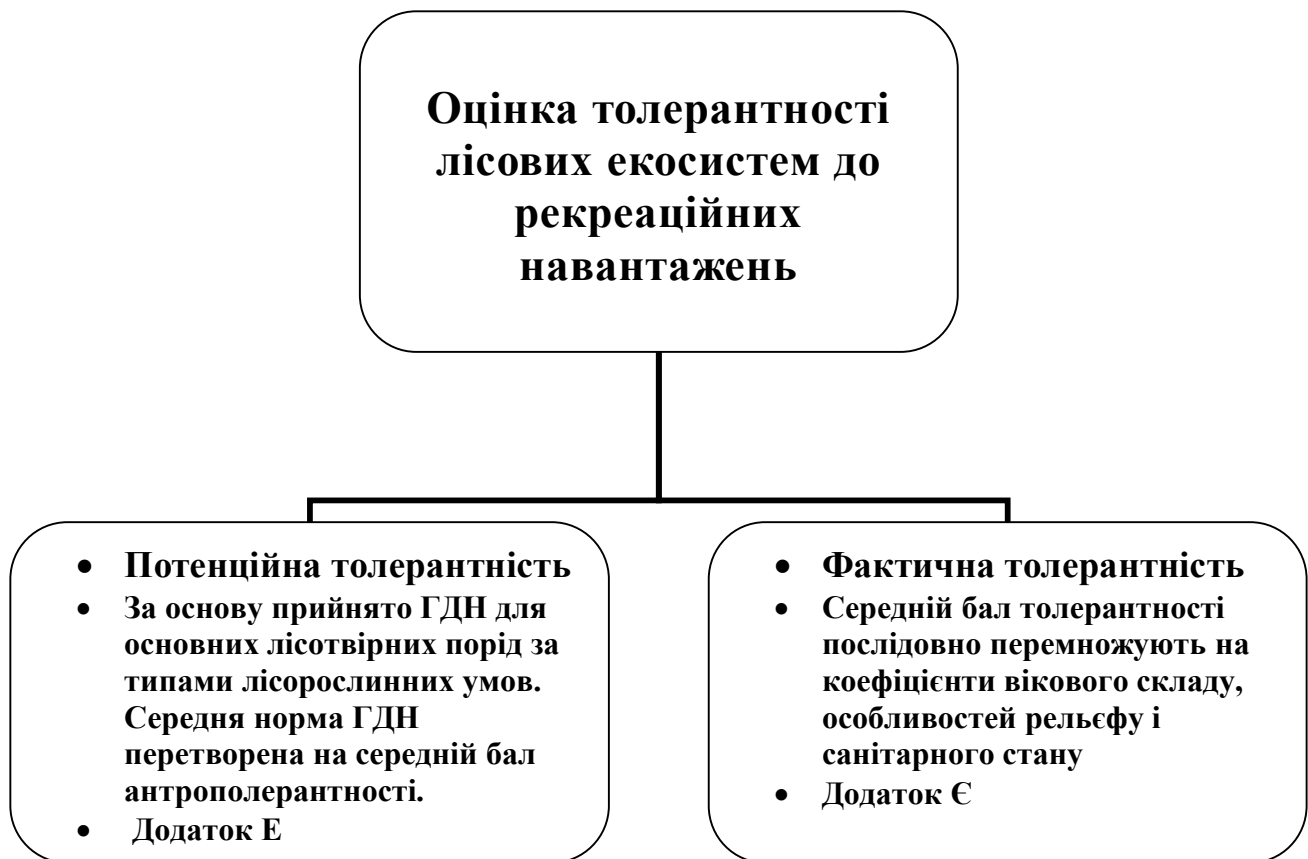 Оцінка толерантності
лісових екосистем до
рекреаційних
навантажень
• Потенційна толерантність
• За основу прийнято ГДН для
основних лісотвірних порід за
типами лісорослинних умов.
Середня норма ГДН
перетворена на середній бал
антрополерантності.
• Додаток Е
• Фактична толерантність
• Середній бал толерантності
послідовно перемножують на
коефіцієнти вікового складу,
особливостей рельєфу і
санітарного стану
• Додаток Є